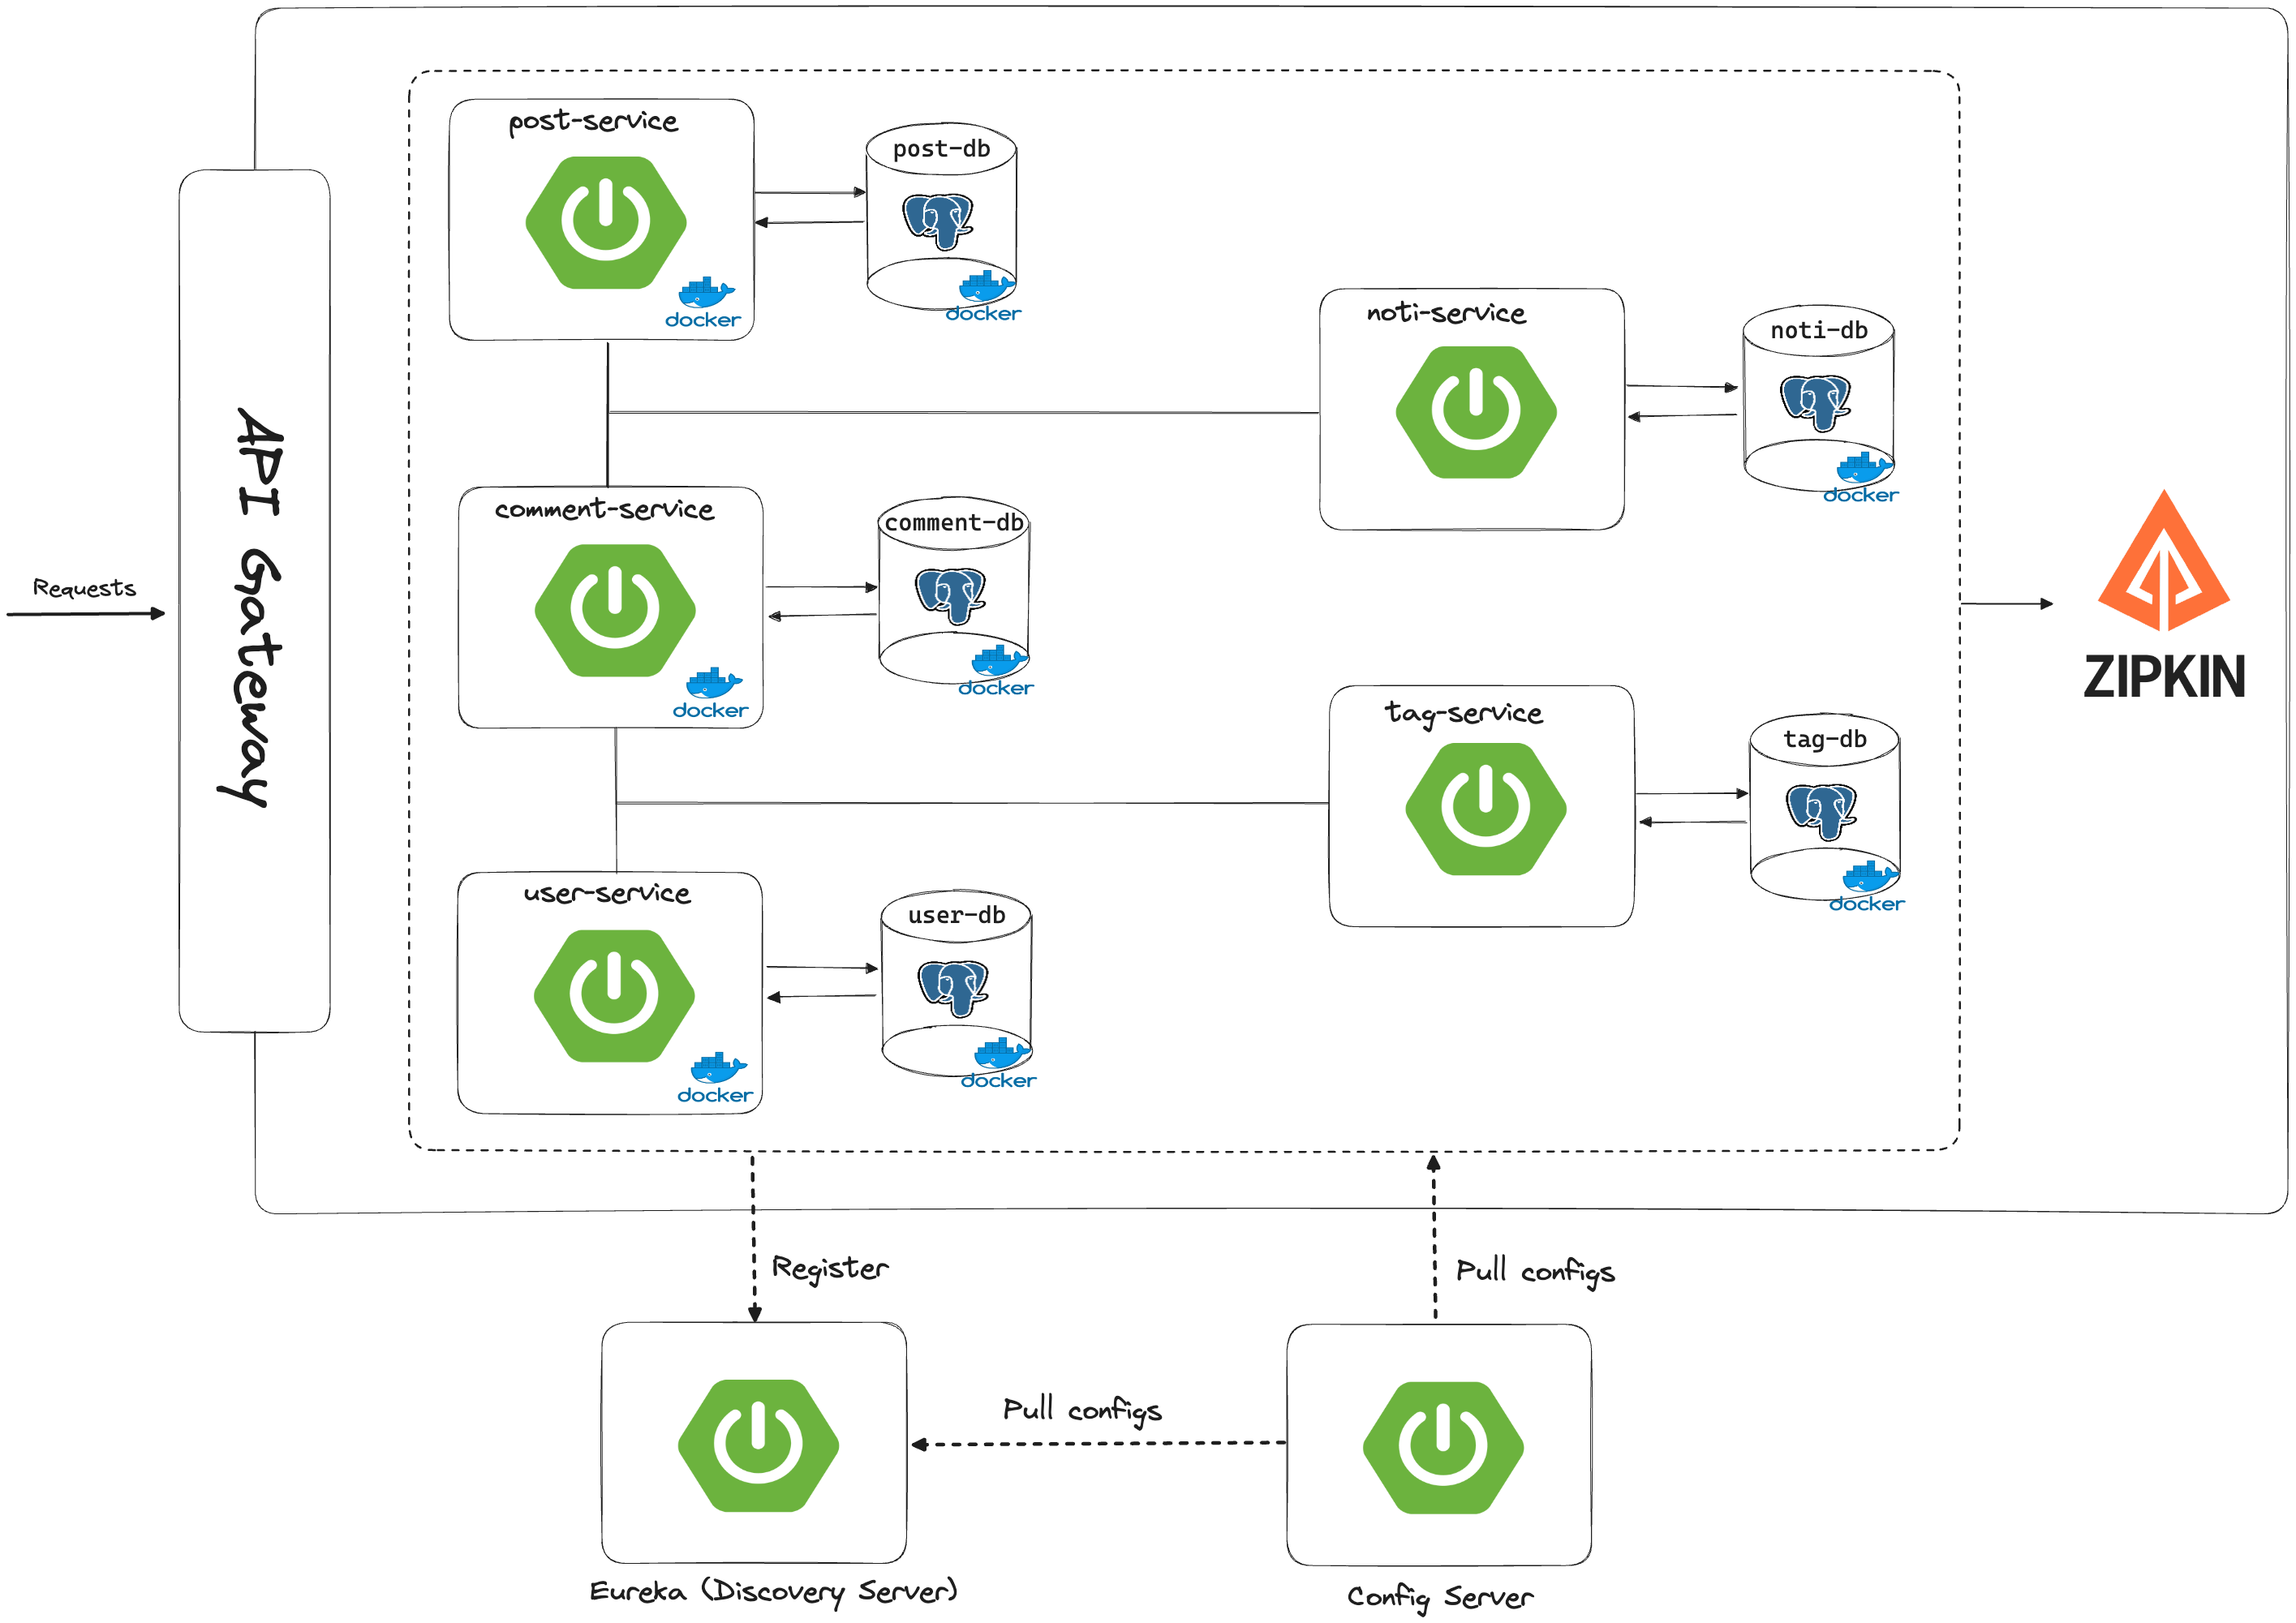 post-service
post-db
docker
docker
noti-service
noti-db
docker
API Gateway
Requests
comment-service
comment-db
docker
docker
ZIPKIN
tag-service
tag-db
docker
user-service
user-db
docker
docker
Register
Pull configs
Pull configs
Eureka (Discovery Server)
Config Server